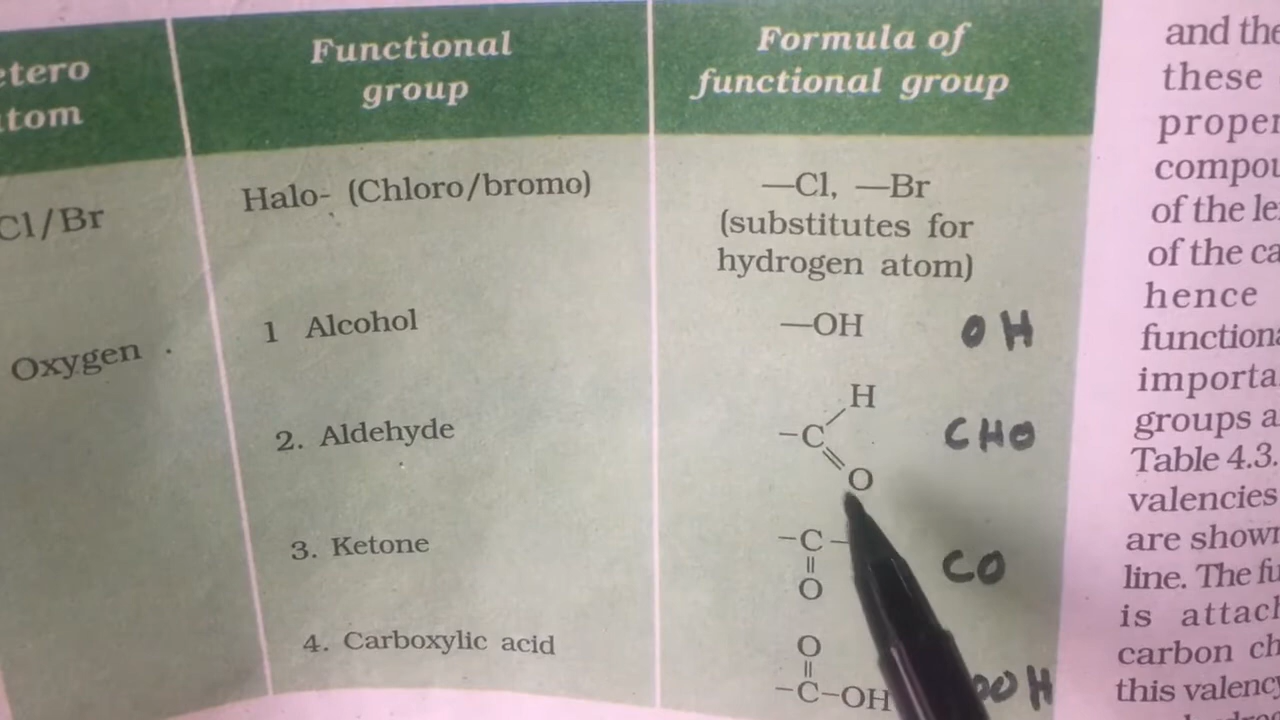 etero
atom
Functional
group
Formula of
functional group
Cl/Br
Halo- (Chloro/bromo)
—Cl, —Br
(substitutes for
hydrogen atom)
Oxygen
1 Alcohol
—OH
OH
2. Aldehyde
H
–C
O
CHO
3. Ketone
–C–
O
CO
4. Carboxylic acid
O
–C–OH
OOH
and the
these
proper
compou
of the le
of the ca
hence
functiona
importa
groups a
Table 4.3.
valencies
are shown
line. The fu
is attach
carbon ch
this valency